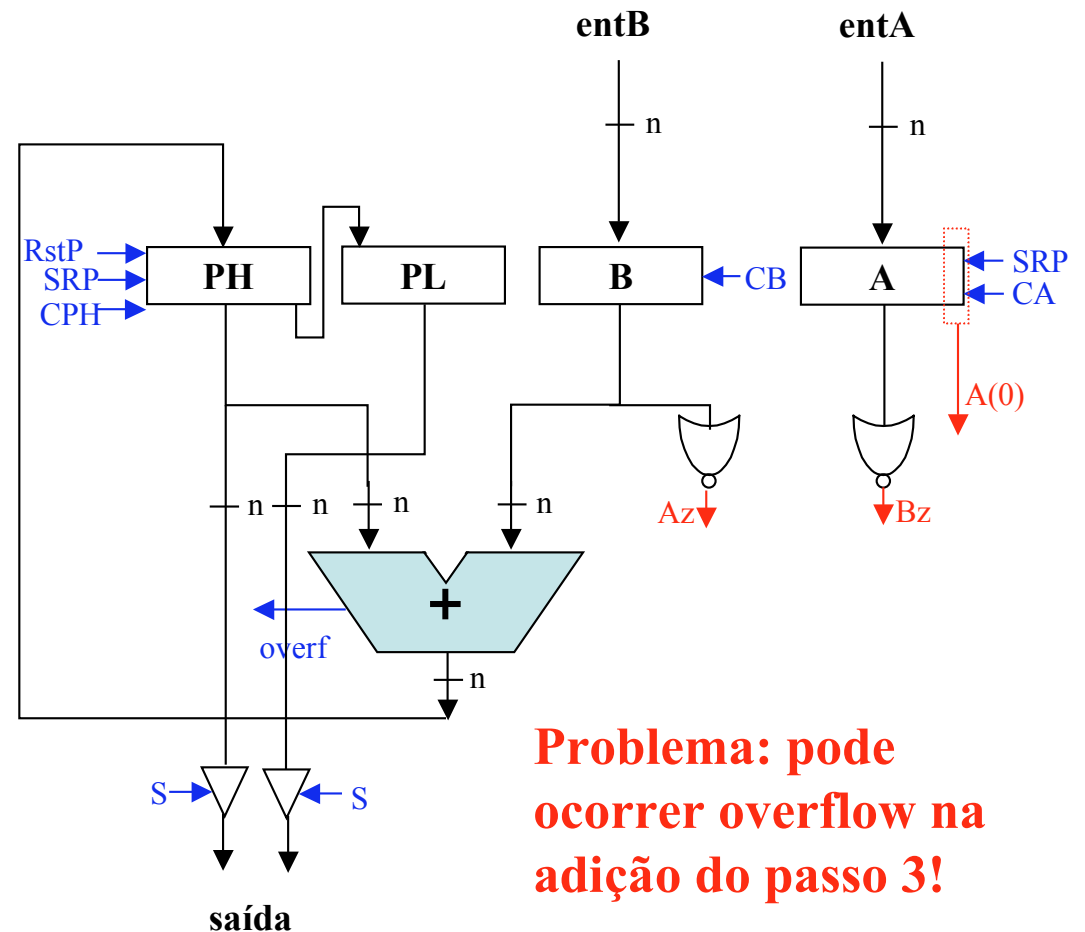 entB
entA
n
n
RstP
SRP
CPH
PH
PL
B
CB
A
SRP
CA
A(0)
n
n
n
n
Az
Bz
+
overf
n
S
S
Problema: pode
ocorrer overflow na
adição do passo 3!
saída